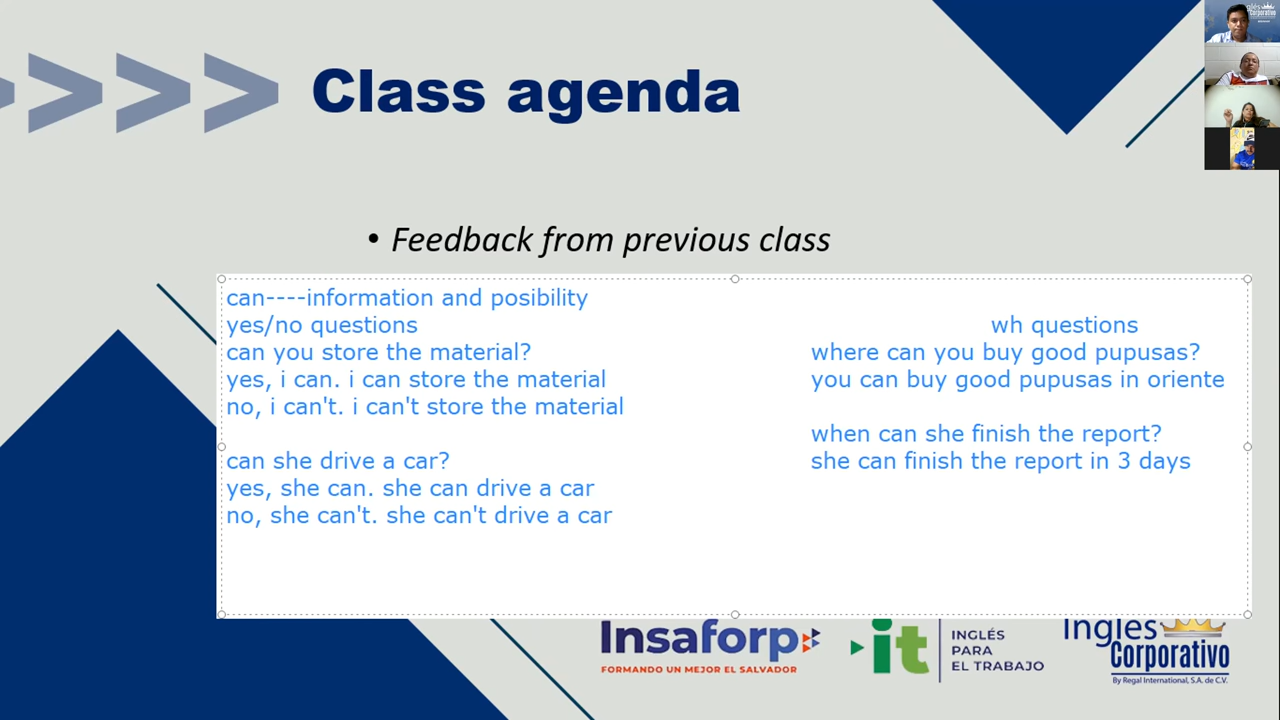 Class agenda
• Feedback from previous class
can----information and posibility
yes/no questions
can you store the material?
yes, i can. i can store the material
no, i can't. i can't store the material
can she drive a car?
yes, she can. she can drive a car
no, she can't. she can't drive a car
wh questions
where can you buy good pupusas?
you can buy good pupusas in oriente
when can she finish the report?
she can finish the report in 3 days
Insaforp
FORMANDO UN MEJOR EL SALVADOR
it
INGLÉS
PARA
EL TRABAJO
Inglés
Corporativo
By Regal International, S.A. de C.V.